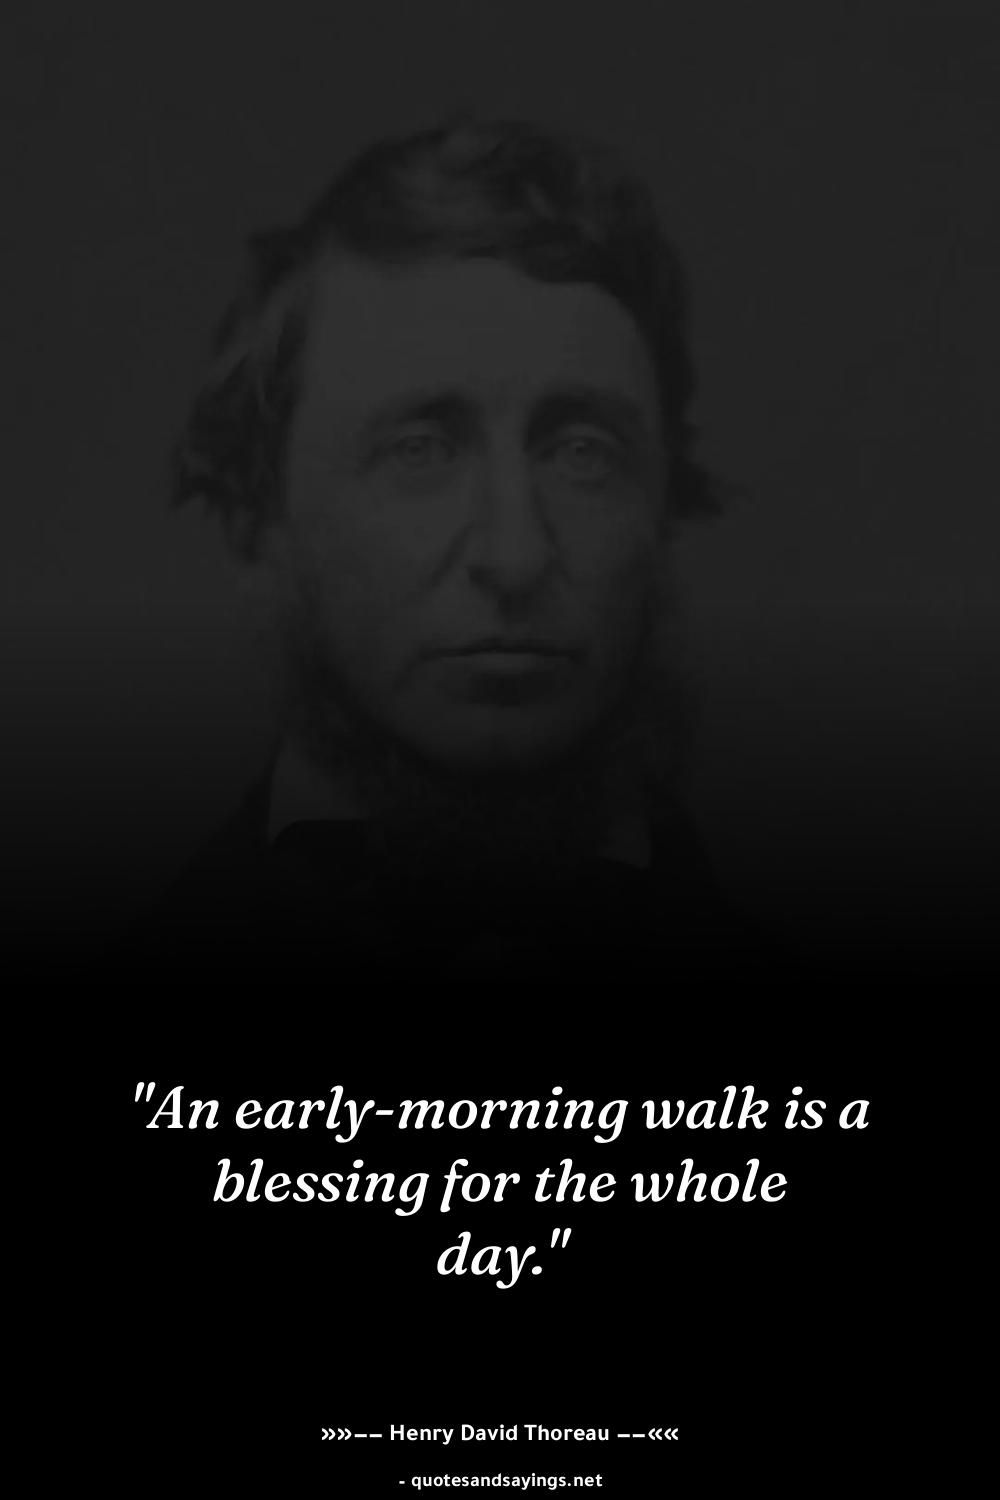 "An early-morning walk is a
blessing for the whole
day."
»»−− Henry David Thoreau −−««
- quotesandsayings.net